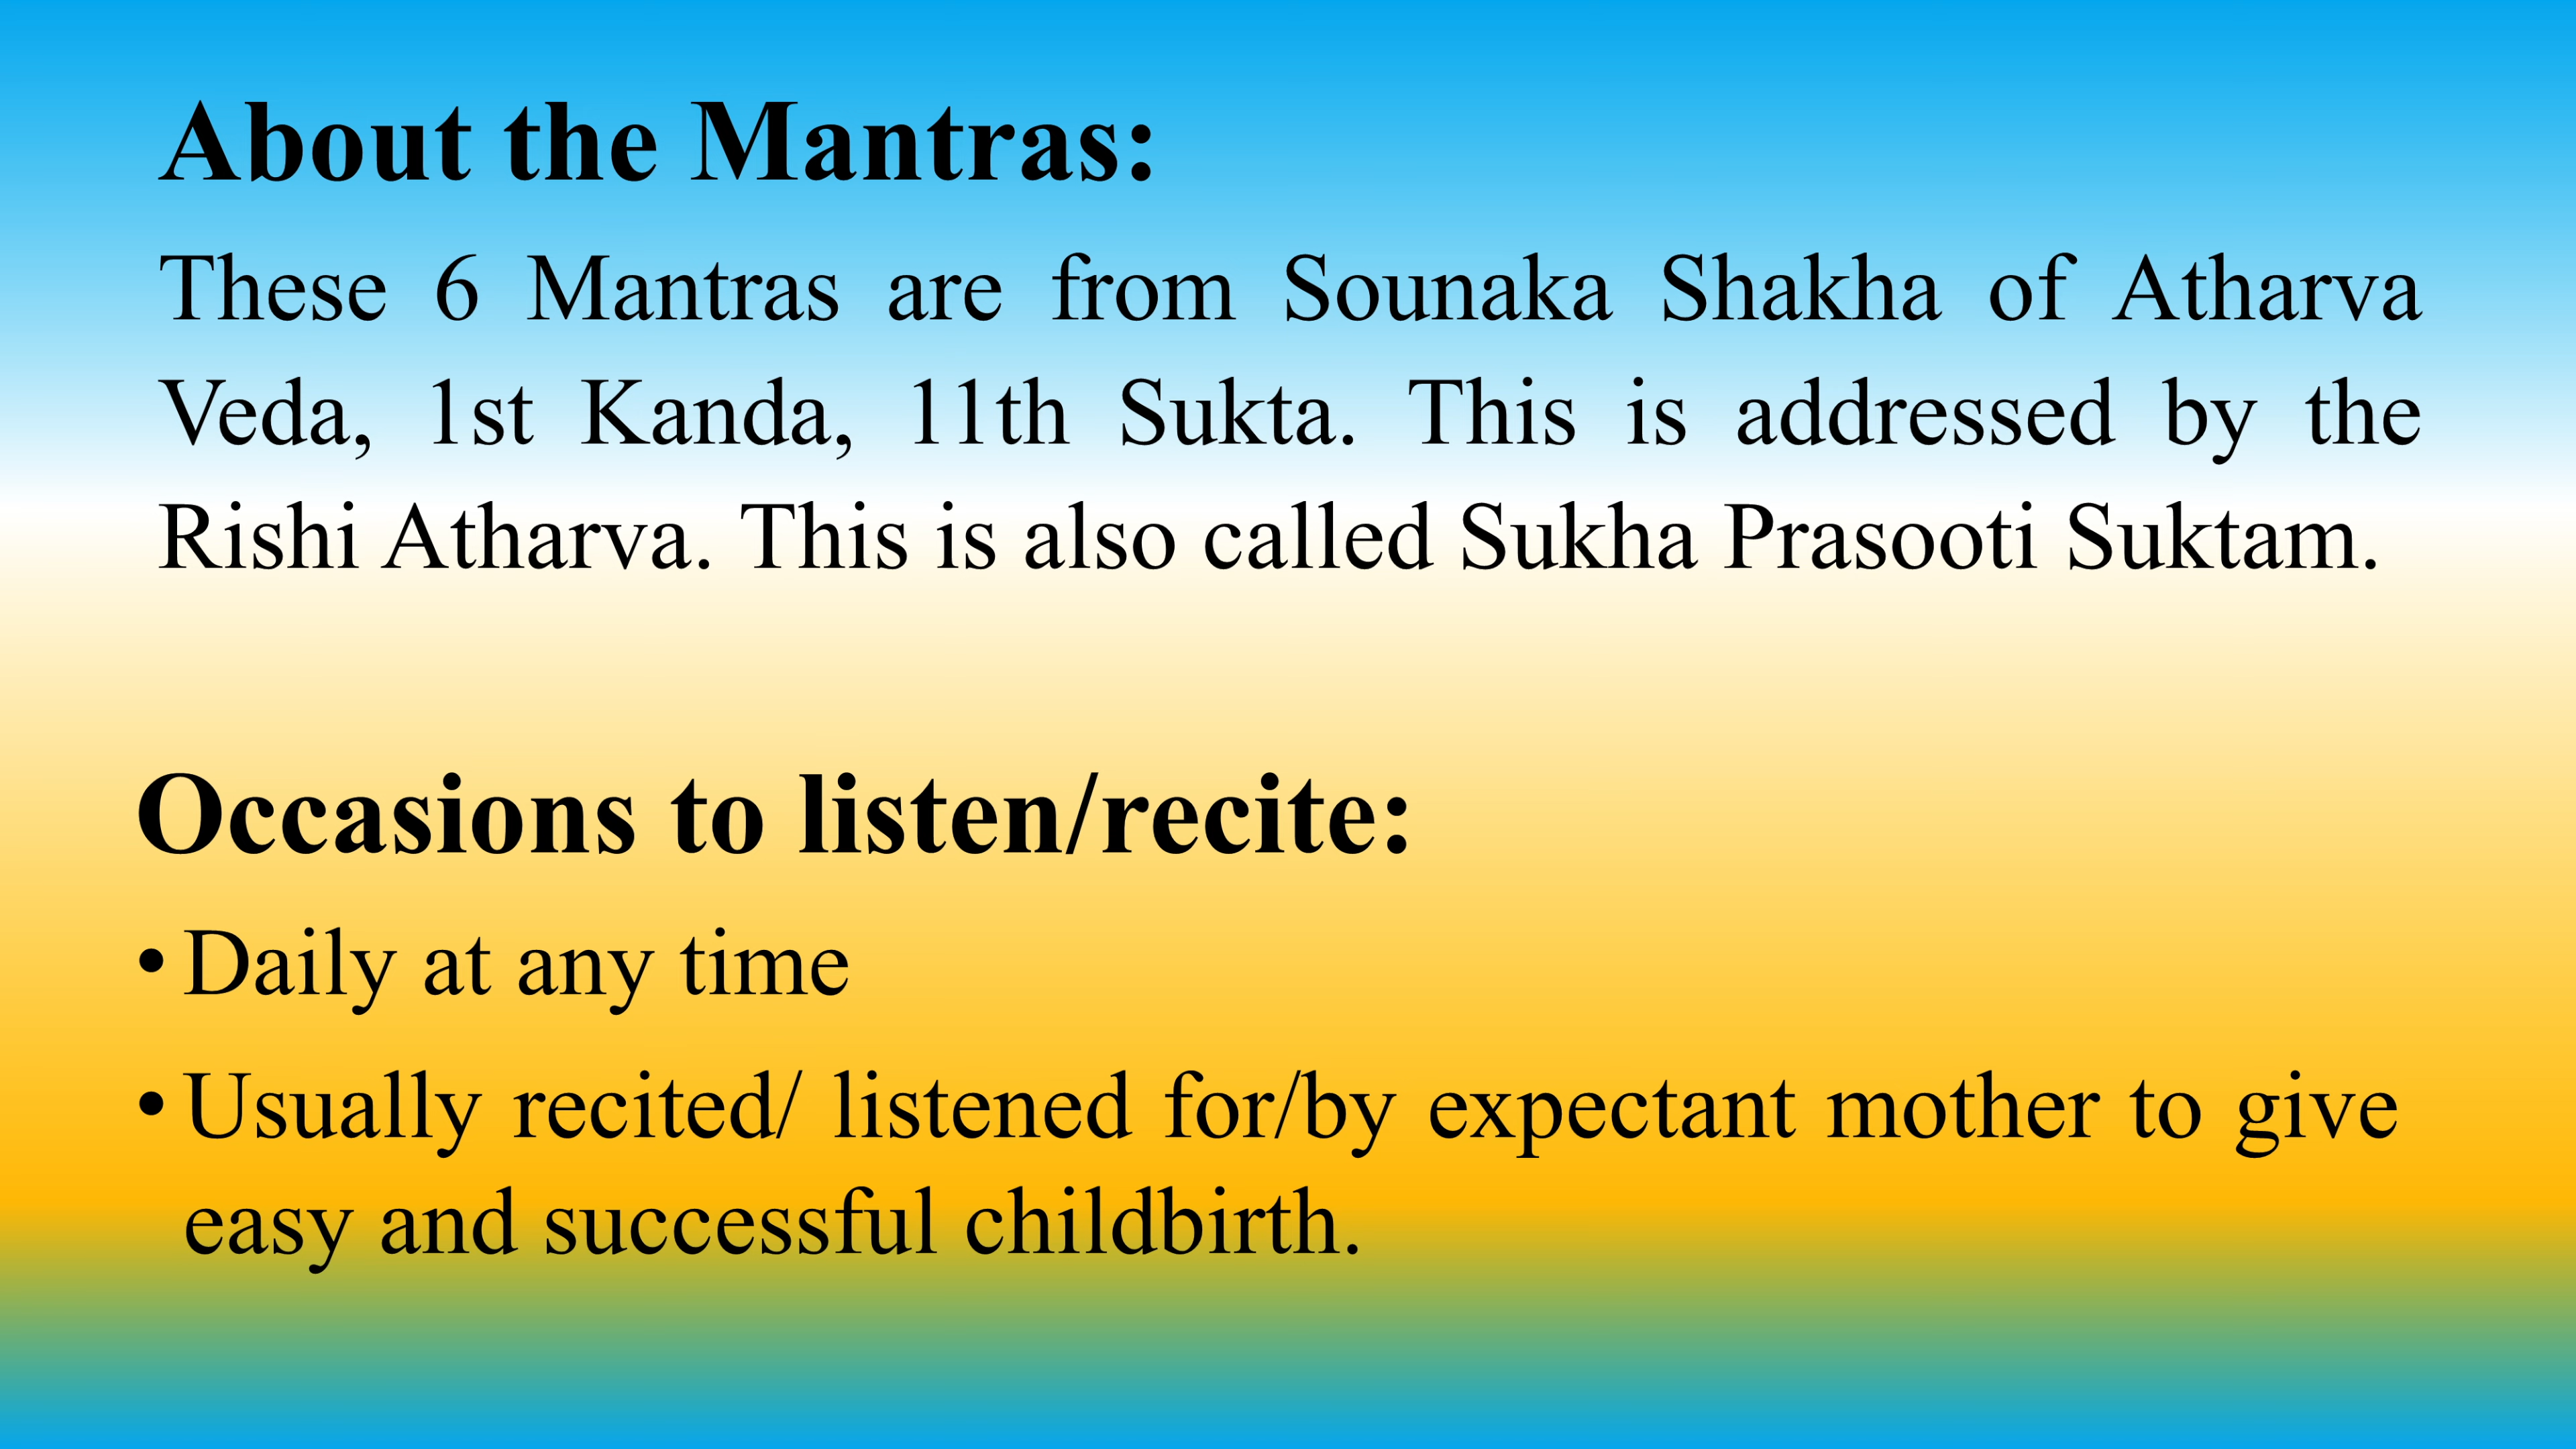 About the Mantras:
These 6 Mantras are from Sounaka Shakha of Atharva
Veda, 1st Kanda, 11th Sukta. This is addressed by the
Rishi Atharva. This is also called Sukha Prasooti Suktam.
Occasions to listen/recite:
• Daily at any time
• Usually recited/ listened for/by expectant mother to give
easy and successful childbirth.